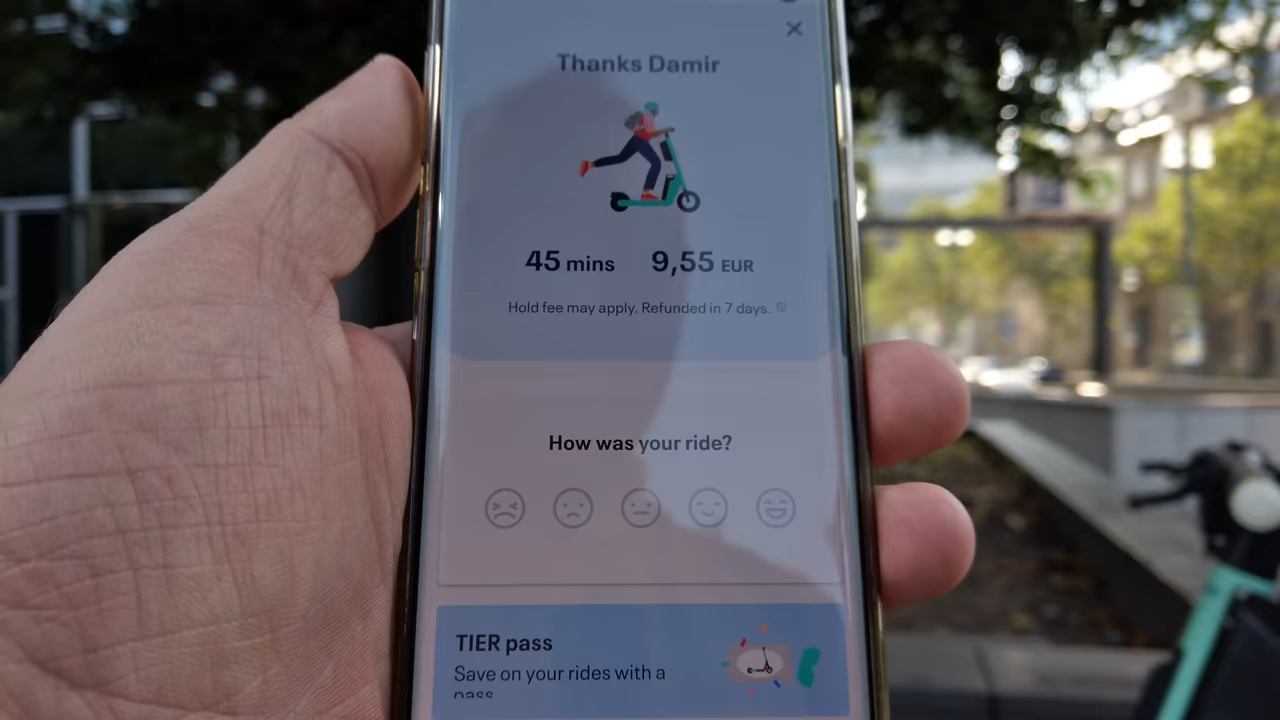 Thanks Damir
45 mins 9,55 EUR
Hold fee may apply. Refunded in 7 days.
How was your ride?
TIER pass
Save on your rides with a
pass